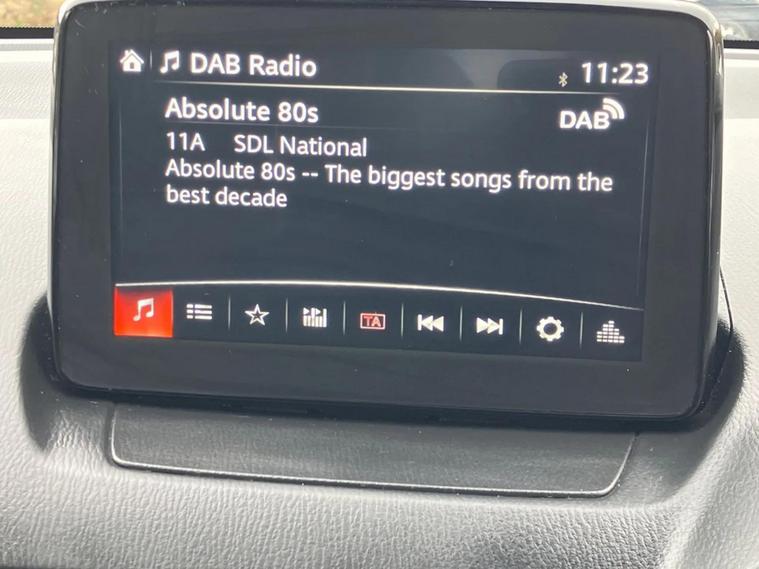 DAB Radio
11:23
Absolute 80s
DAB
11A SDL National
Absolute 80s -- The biggest songs from the
best decade
TA